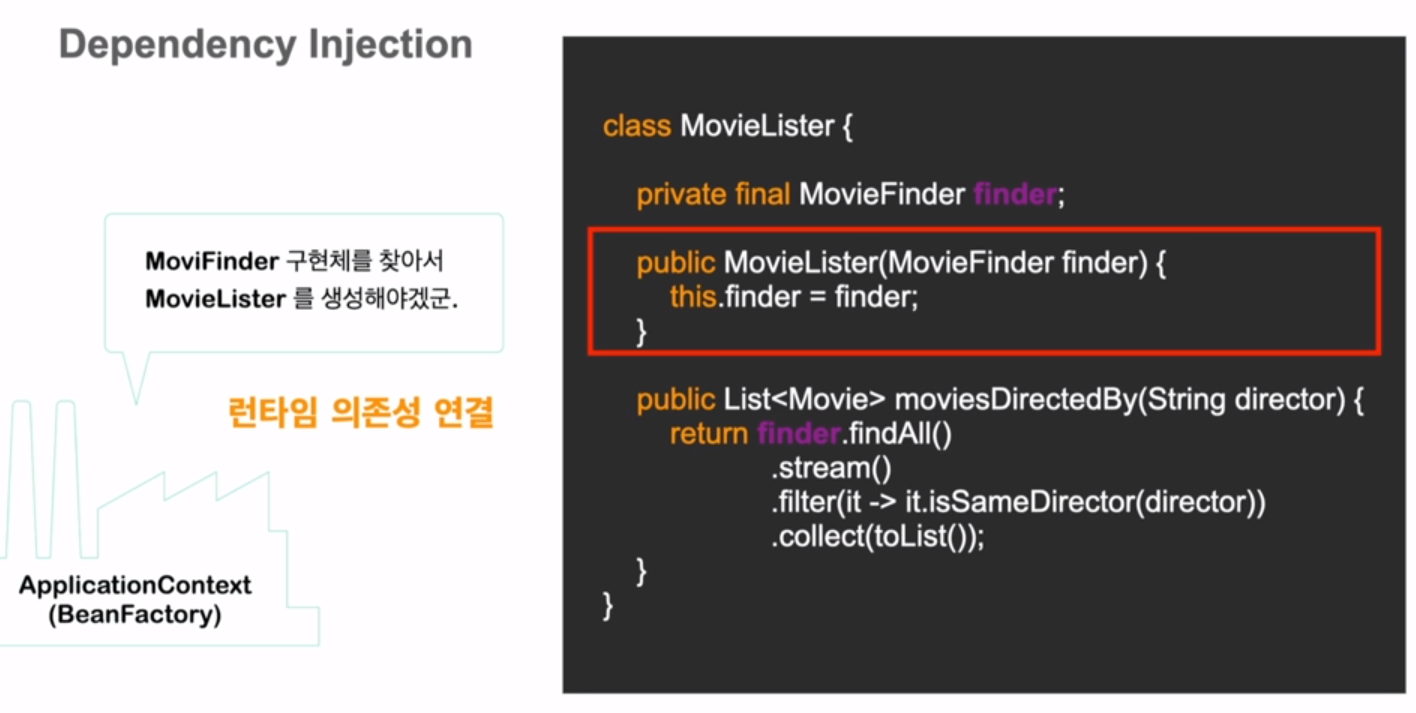 Dependency Injection
MoviFinder 구현체를 찾아서
MovieLister 를 생성해야겠군.
런타임 의존성 연결
ApplicationContext
(BeanFactory)
class MovieLister {
private final MovieFinder finder;
public MovieLister(MovieFinder finder) {
this.finder = finder;
}
public List<Movie> moviesDirectedBy(String director) {
return finder.findAll()
.stream()
.filter(it -> it.isSameDirector(director))
.collect(toList());
}
}